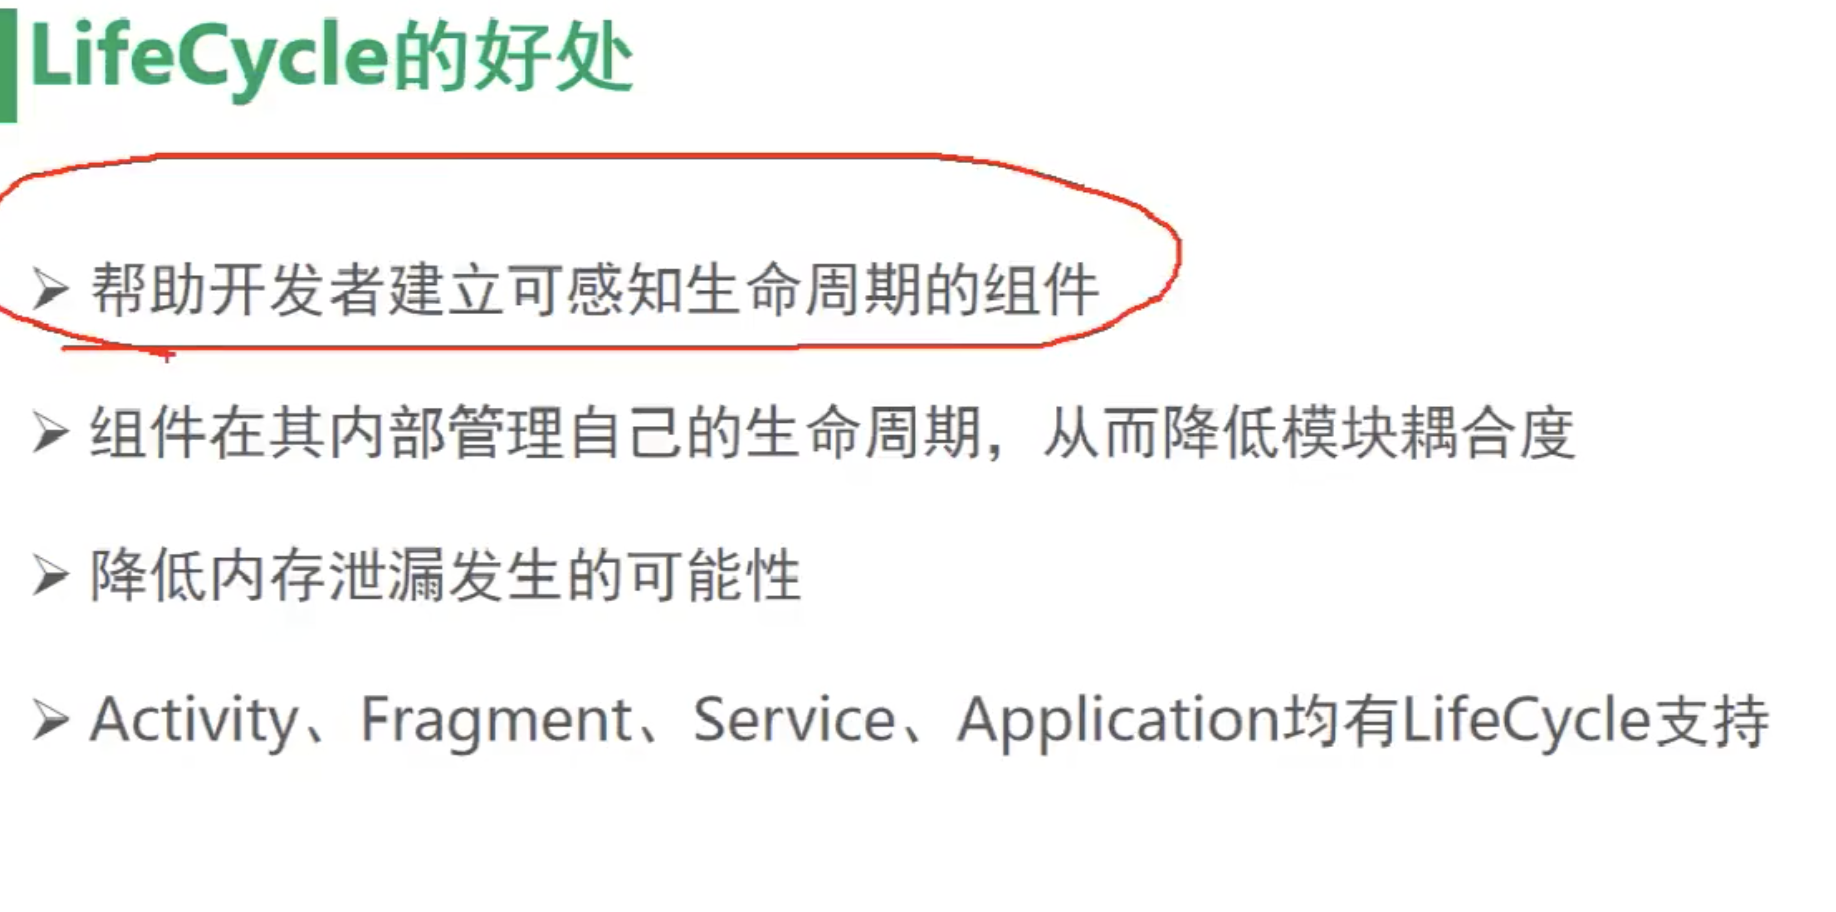 LifeCycle的好处
➢ 帮助开发者建立可感知生命周期的组件
➢ 组件在其内部管理自己的生命周期，从而降低模块耦合度
➢ 降低内存泄漏发生的可能性
➢ Activity、Fragment、Service、Application均有LifeCycle支持